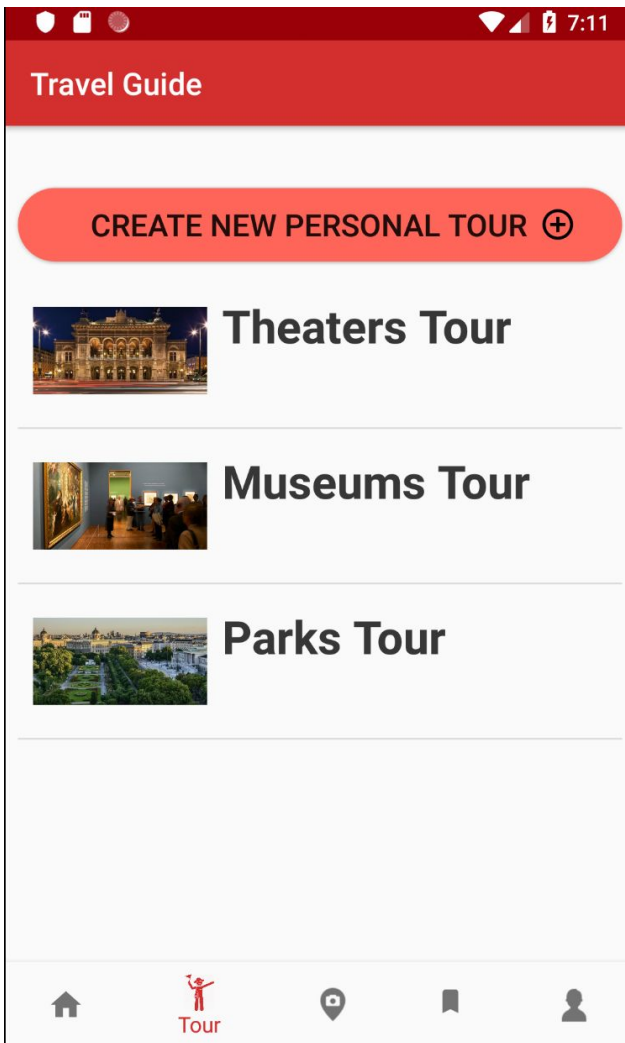 7:11
Travel Guide
CREATE NEW PERSONAL TOUR
Theaters Tour
Museums Tour
Parks Tour
Tour